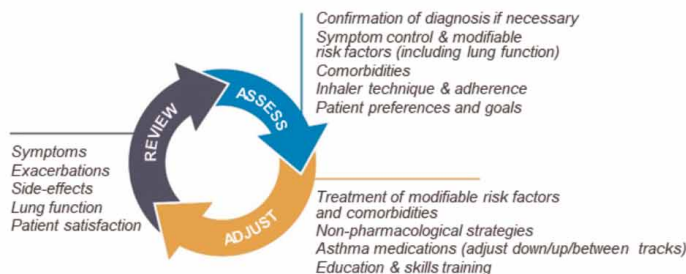 Confirmation of diagnosis if necessary
Symptom control & modifiable
risk factors (including lung function)
Comorbidities
Inhaler technique & adherence
Patient preferences and goals
ASSESS
REVIEW
Symptoms
Exacerbations
Side-effects
Lung function
Patient satisfaction
ADJUST
Treatment of modifiable risk factors
and comorbidities
Non-pharmacological strategies
Asthma medications (adjust down/up/between tracks)
Education & skills training